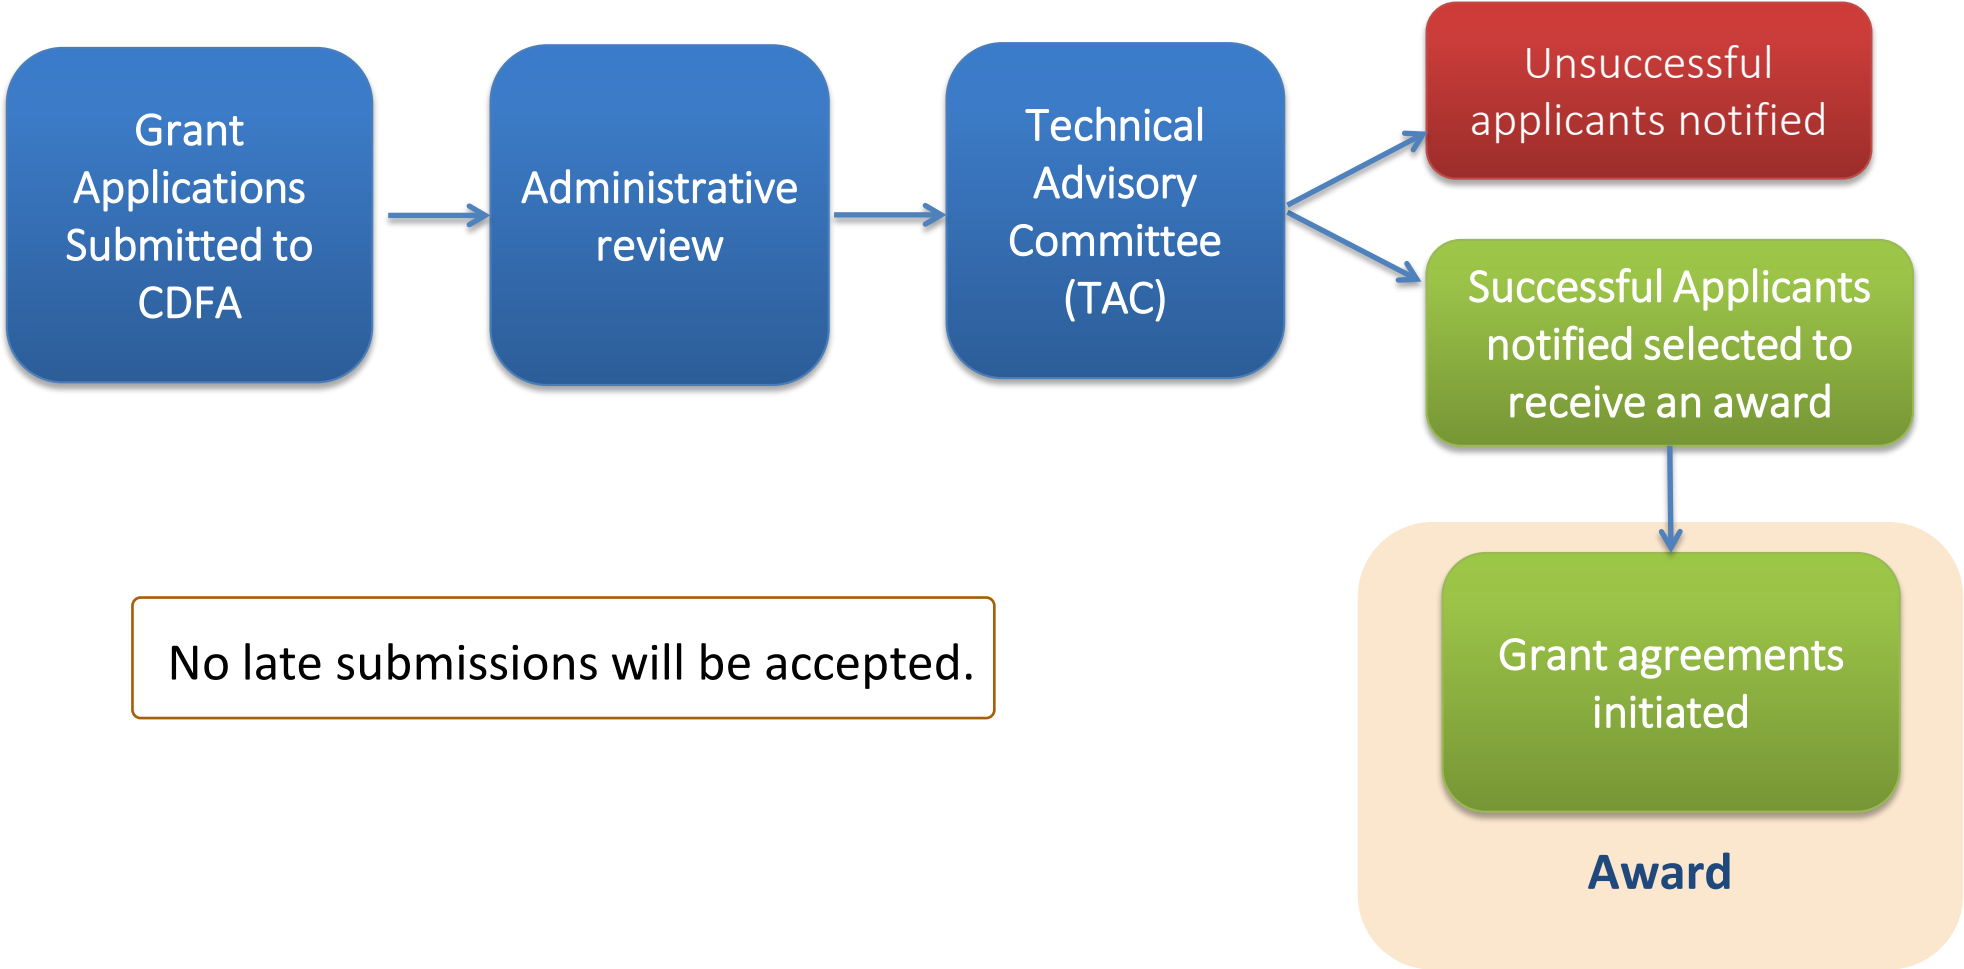 Grant
Applications
Submitted to
CDFA
Administrative
review
Technical
Advisory
Committee
(TAC)
Unsuccessful
applicants notified
Successful Applicants
notified selected to
receive an award
Grant agreements
initiated
Award
No late submissions will be accepted.